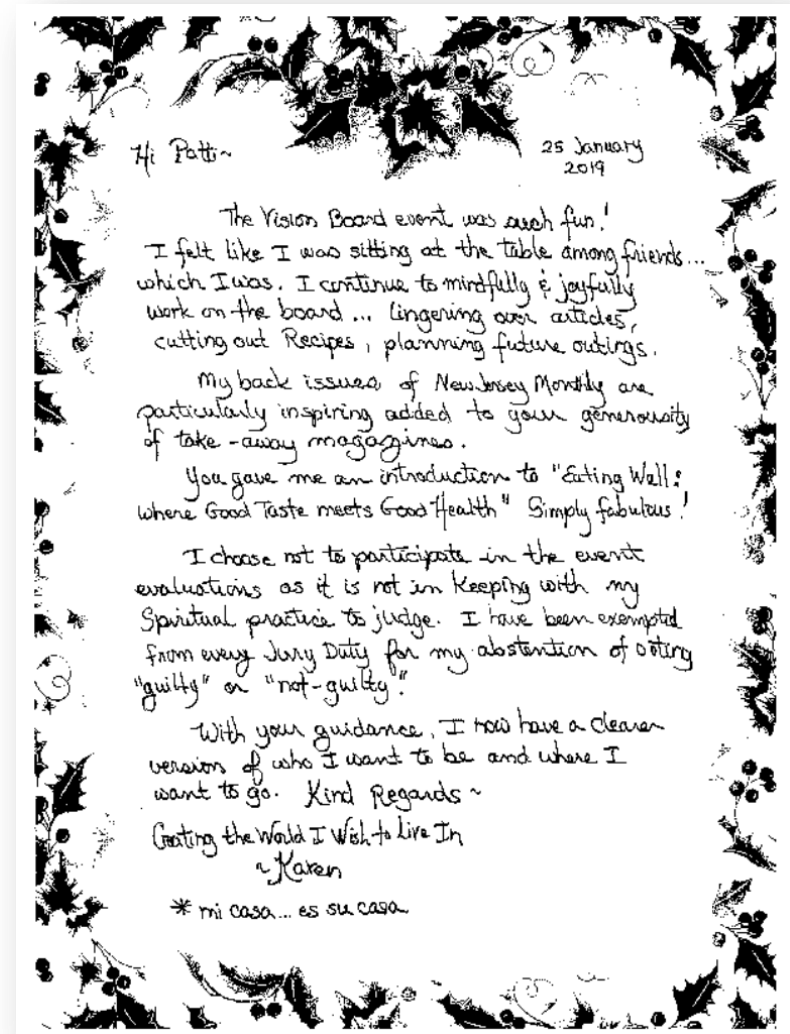 Hi Patti~
25 January
2019
The Vision Board event was such fun!
I felt like I was sitting at the table among friends...
which I was. I continue to mindfully & joyfully
work on the board... lingering over articles,
cutting out Recipes, planning future outings.
My back issues of New Jersey Monthly are
particularly inspiring added to your generousity
of take-away magazines.
You gave me an introduction to "Eating Well:
where Good Taste meets Good Health" Simply fabulous!
I choose not to participate in the event
evaluations as it is not in keeping with my
Spiritual practice to judge. I have been exempted
from every Jury Duty for my abstention of voting
"guilty" or "not-guilty."
With your guidance, I now have a clearer
version of who I want to be and where I
want to go. Kind Regards ~
Creating the World I Wish to Live In
~ Karen
* mi casa... es su casa